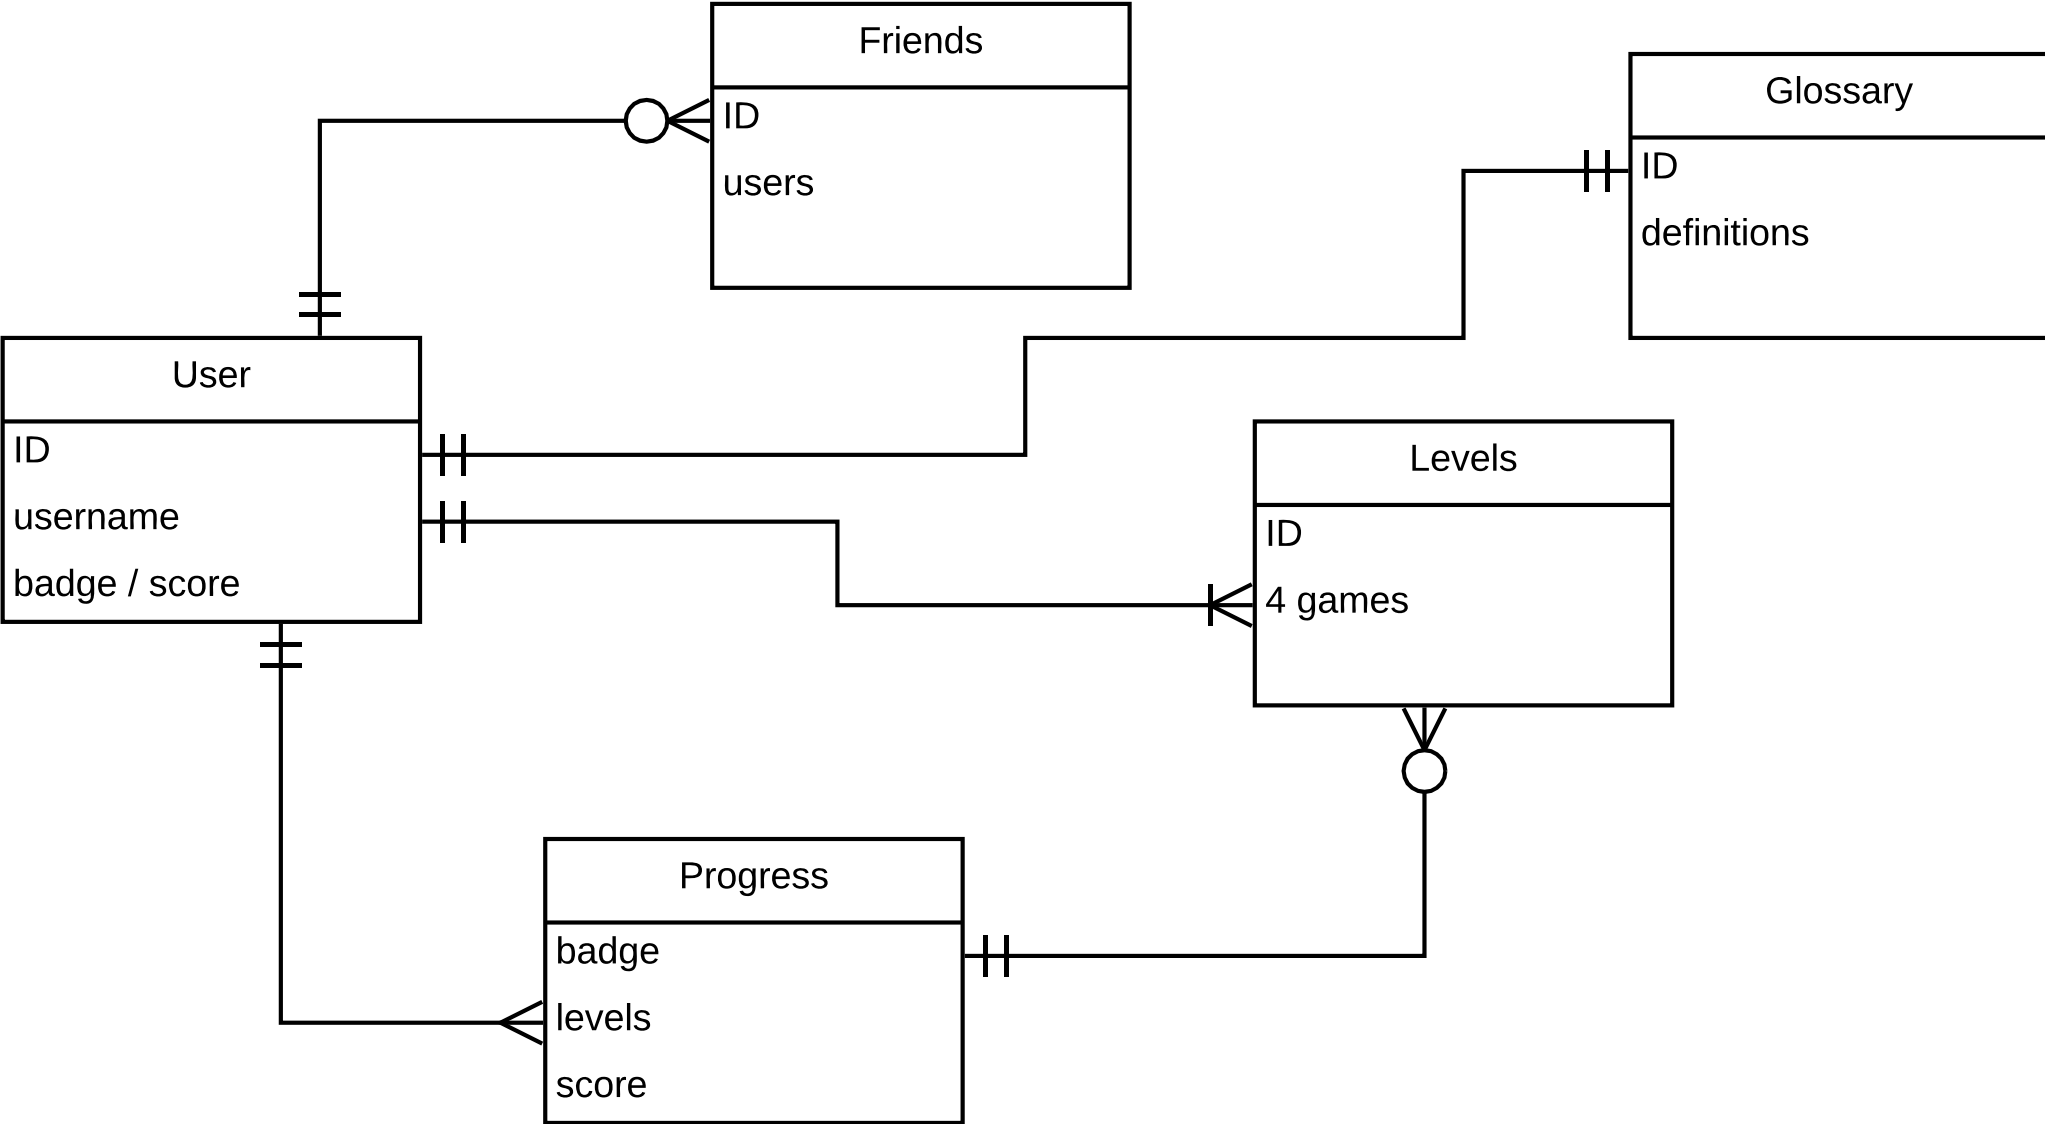 Friends
ID
users
Glossary
ID
definitions
User
ID
username
badge / score
Levels
ID
4 games
Progress
badge
levels
score